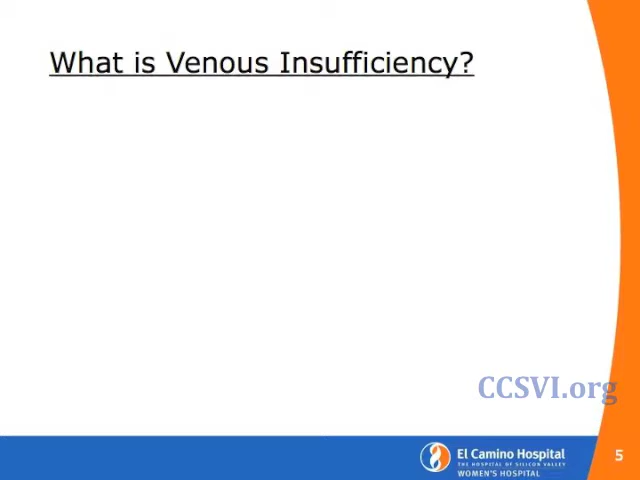 What is Venous Insufficiency?
CCSVI.org
El Camino Hospital
THE HOSPITAL OF SILICON VALLEY
WOMEN'S HOSPITAL
5